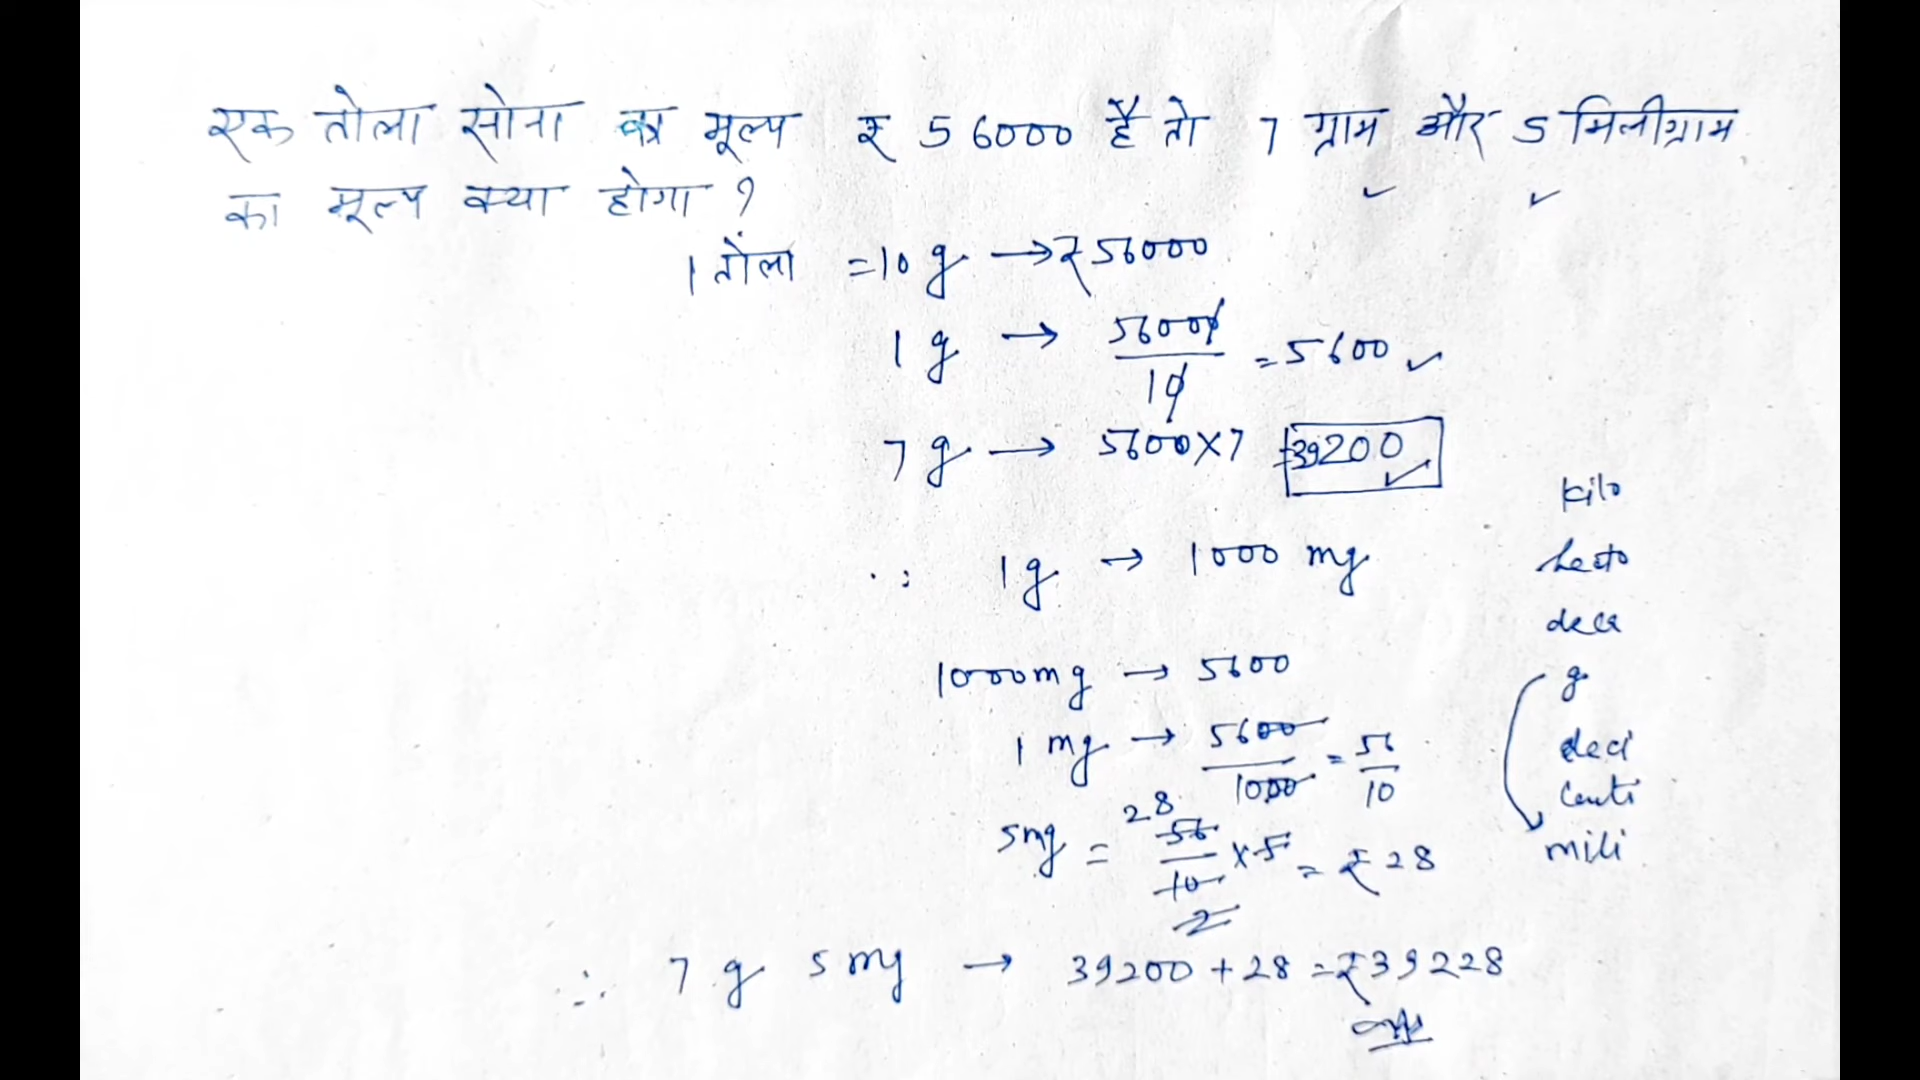 एक तोला सोना का मूल्य ₹ 56000 है तो 7 ग्राम और 5 मिलीग्राम
का मूल्य क्या होगा ?
1 तोला = 10 g → ₹ 56000
1 g → 56000/10 = 5600 ✓
7 g → 5600 × 7 = 39200
kilo
∴ 1 g → 1000 mg
hecto
deca
1000 mg → 5600
g
1 mg → 5600/1000 = 56/10
deci
centi
5 mg = 56/10 × 5 = ₹ 28
28
2
mili
∴ 7 g 5 mg → 39200 + 28 = ₹ 39228